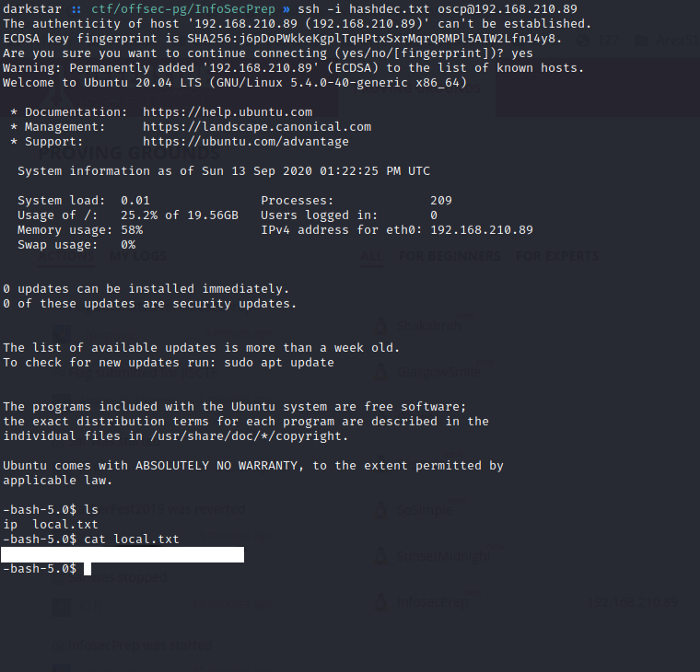 darkstar :: ctf/offsec-pg/InfoSecPrep » ssh -i hashdec.txt oscp@192.168.210.89
The authenticity of host '192.168.210.89 (192.168.210.89)' can't be established.
ECDSA key fingerprint is SHA256:j6pDoPWkkeKgplTqHPtxSxrMqrQRMPl5AIW2Lfn14y8.
Are you sure you want to continue connecting (yes/no/[fingerprint])? yes
Warning: Permanently added '192.168.210.89' (ECDSA) to the list of known hosts.
Welcome to Ubuntu 20.04 LTS (GNU/Linux 5.4.0-40-generic x86_64)
* Documentation: https://help.ubuntu.com
* Management: https://landscape.canonical.com
* Support: https://ubuntu.com/advantage
PROVING GROUNDS
System information as of Sun 13 Sep 2020 01:22:25 PM UTC
System load: 0.01 Processes: 209
Usage of /: 25.2% of 19.56GB Users logged in: 0
Memory usage: 58% IPv4 address for eth0: 192.168.210.89
Swap usage: 0%
ACTIONS MY LOGS ALL FOR BEGINNERS FOR EXPERTS
0 updates can be installed immediately.
0 of these updates are security updates.
The list of available updates is more than a week old.
To check for new updates run: sudo apt update
The programs included with the Ubuntu system are free software;
the exact distribution terms for each program are described in the
individual files in /usr/share/doc/*/copyright.
Ubuntu comes with ABSOLUTELY NO WARRANTY, to the extent permitted by
applicable law.
-bash-5.0$ ls
ip local.txt
-bash-5.0$ cat local.txt
-bash-5.0$